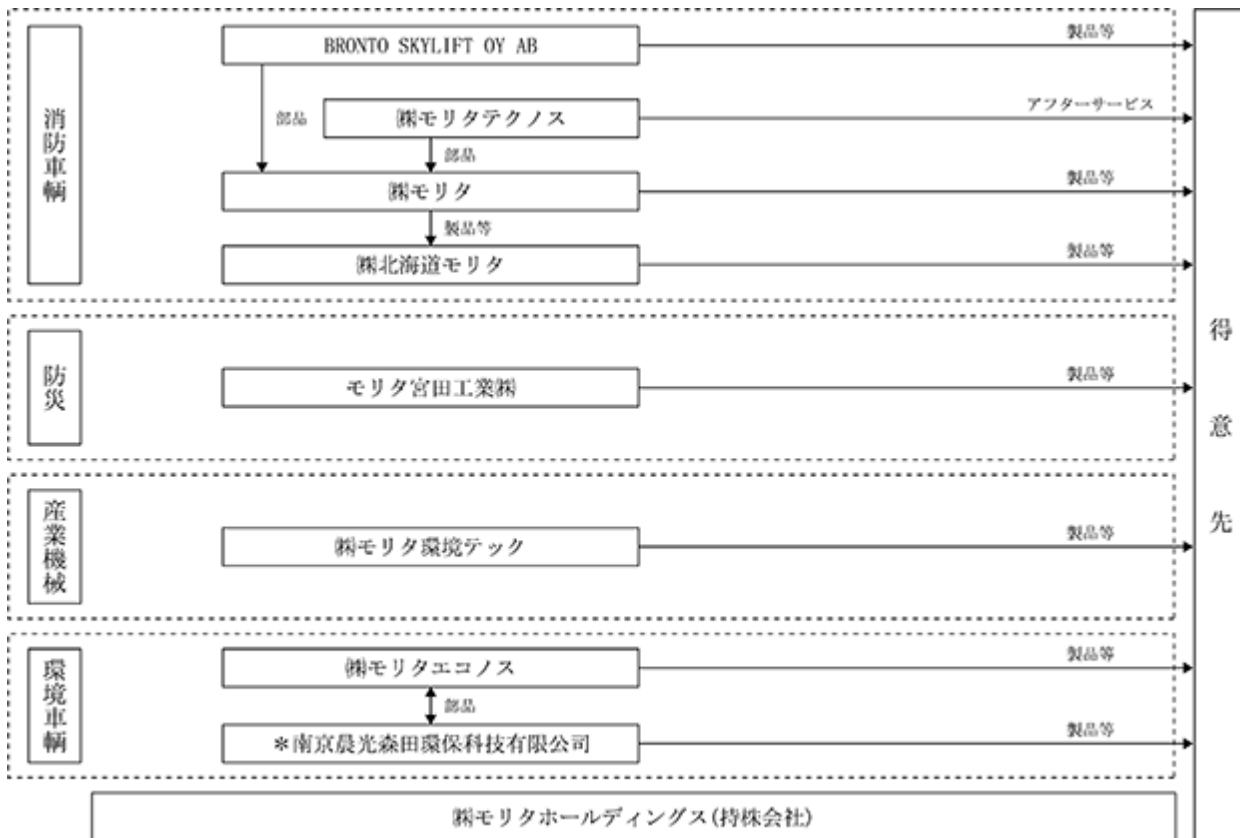 消防車輌
BRONTO SKYLIFT OY AB
製品等
部品
㈱モリタテクノス
アフターサービス
部品
㈱モリタ
製品等
製品等
㈱北海道モリタ
製品等
防災
モリタ宮田工業㈱
製品等
産業機械
㈱モリタ環境テック
製品等
環境車輌
㈱モリタエコノス
製品等
部品
＊南京晨光森田環保科技有限公司
製品等
得意先
㈱モリタホールディングス(持株会社)